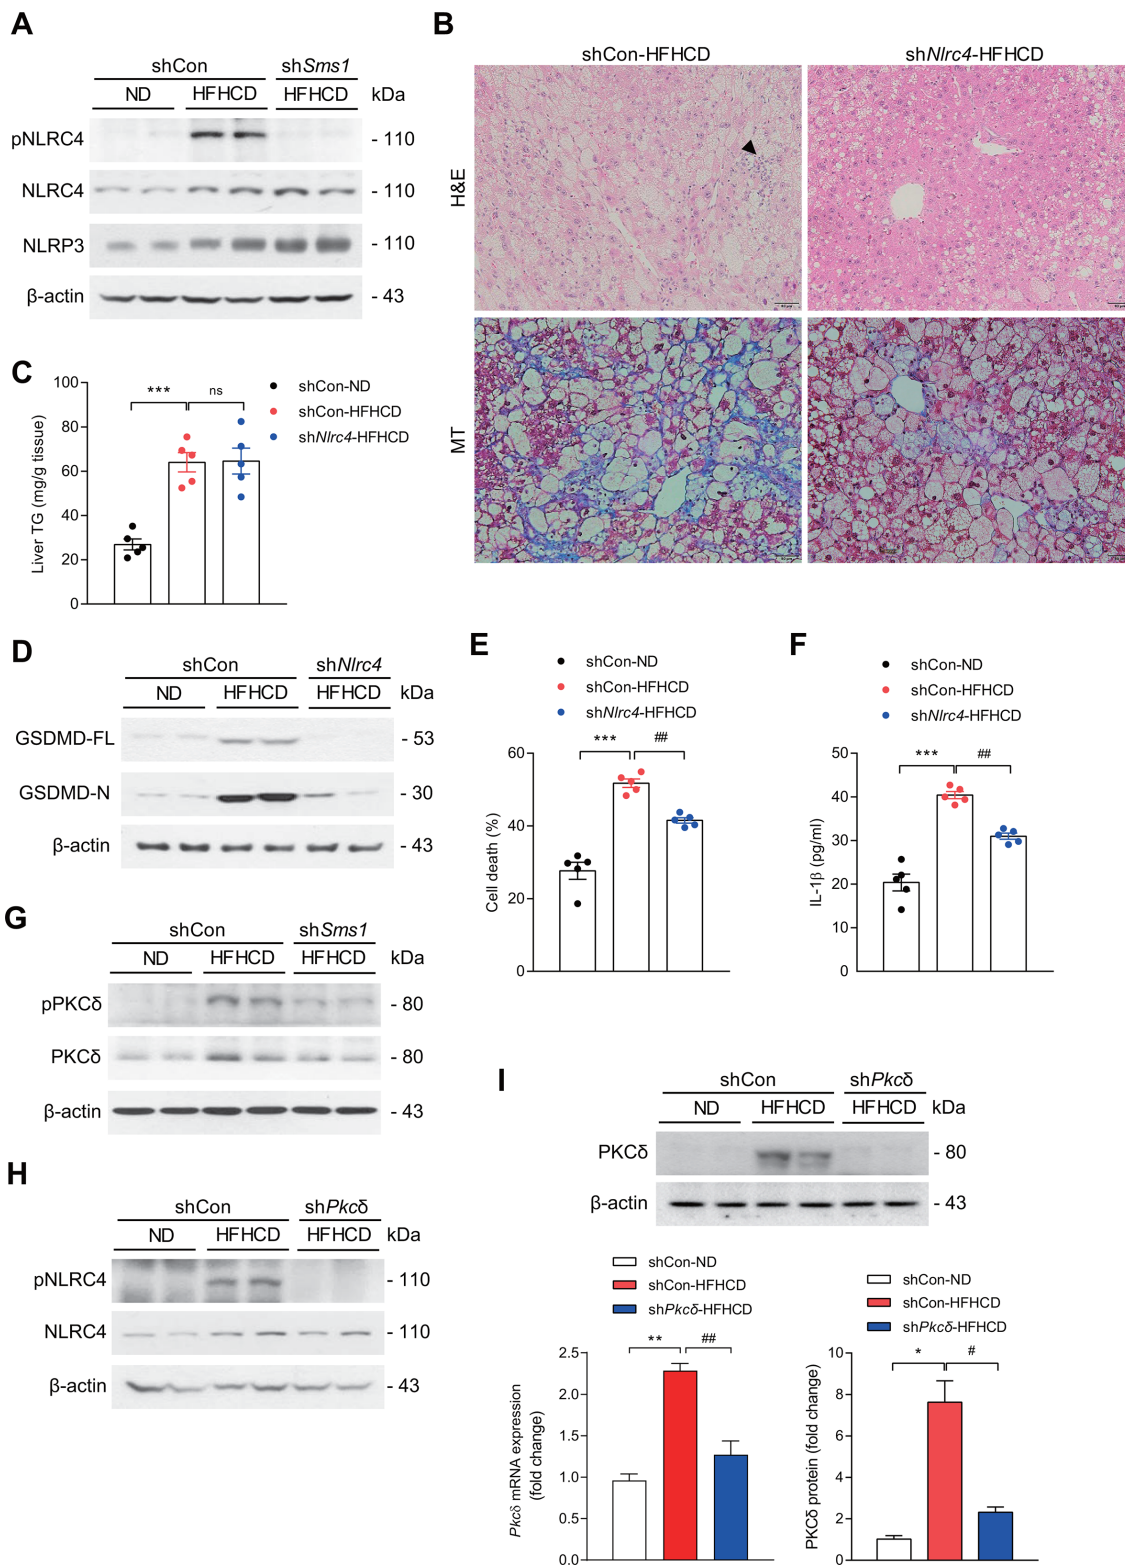 A
shCon shSms1
ND HFHCD HFHCD kDa
pNLRC4 - 110
NLRC4 - 110
NLRP3 - 110
β-actin - 43
B
shCon-HFHCD shNlrc4-HFHCD
H&E
MT
C
shCon-ND
shCon-HFHCD
shNlrc4-HFHCD
*** ns
Liver TG (mg/g tissue)
100
80
60
40
20
0
D
shCon shNlrc4
ND HFHCD HFHCD kDa
GSDMD-FL - 53
GSDMD-N - 30
β-actin - 43
E
shCon-ND
shCon-HFHCD
shNlrc4-HFHCD
*** ##
Cell death (%)
60
40
20
0
F
shCon-ND
shCon-HFHCD
shNlrc4-HFHCD
*** ##
IL-1β (pg/ml)
50
40
30
20
10
0
G
shCon shSms1
ND HFHCD HFHCD kDa
pPKCδ - 80
PKCδ - 80
β-actin - 43
H
shCon shPkcδ
ND HFHCD HFHCD kDa
pNLRC4 - 110
NLRC4 - 110
β-actin - 43
I
shCon shPkcδ
ND HFHCD HFHCD kDa
PKCδ - 80
β-actin - 43
shCon-ND
shCon-HFHCD
shPkcδ-HFHCD
** ##
Pkcδ mRNA expression
(fold change)
2.5
2.0
1.5
1.0
0.5
0.0
shCon-ND
shCon-HFHCD
shPkcδ-HFHCD
* #
PKCδ protein (fold change)
10
8
6
4
2
0